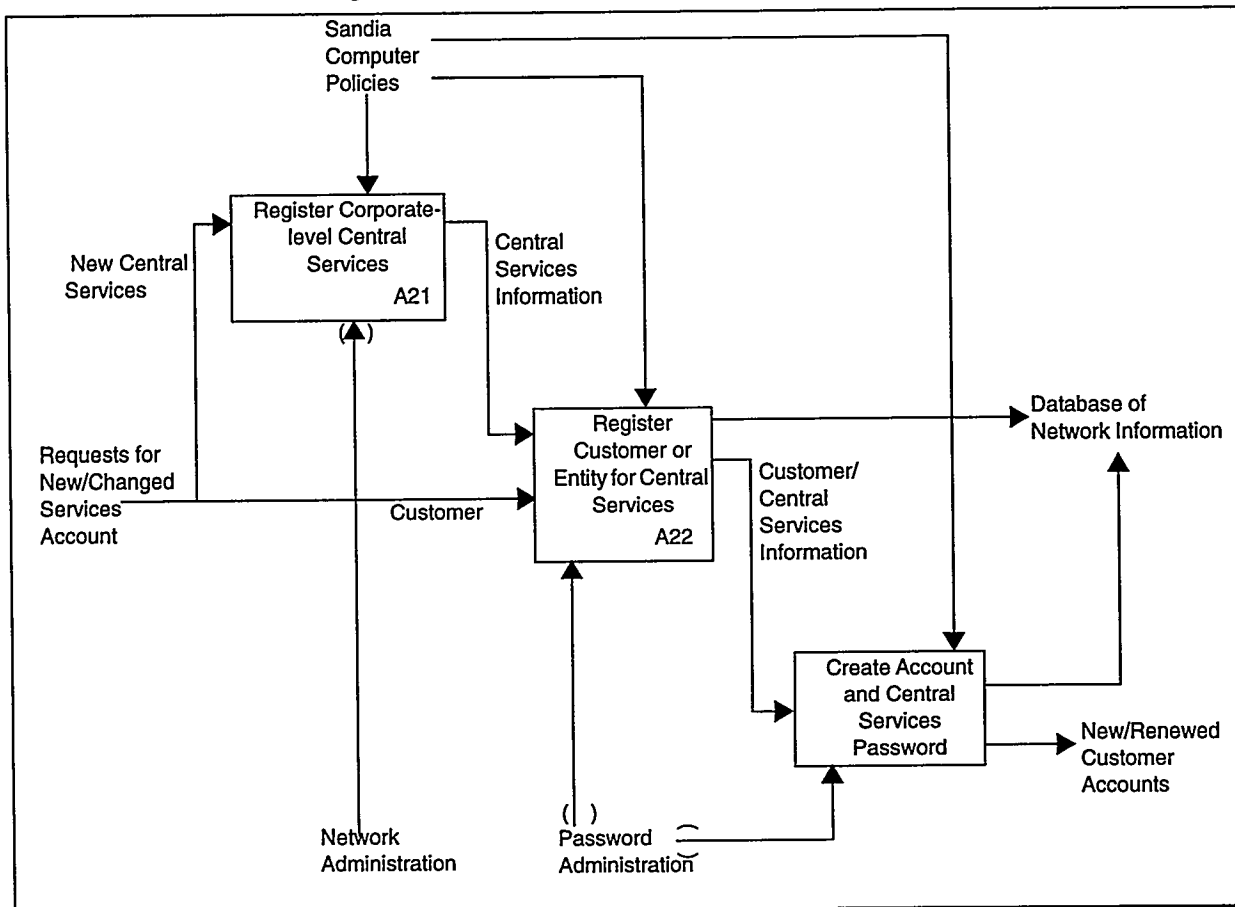 Sandia
Computer
Policies
Register Corporate-
level Central
Services
A21
New Central
Services
Central
Services
Information
Requests for
New/Changed
Services
Account
Customer
Register
Customer or
Entity for Central
Services
A22
Database of
Network Information
Customer/
Central
Services
Information
Create Account
and Central
Services
Password
New/Renewed
Customer
Accounts
Network
Administration
Password
Administration